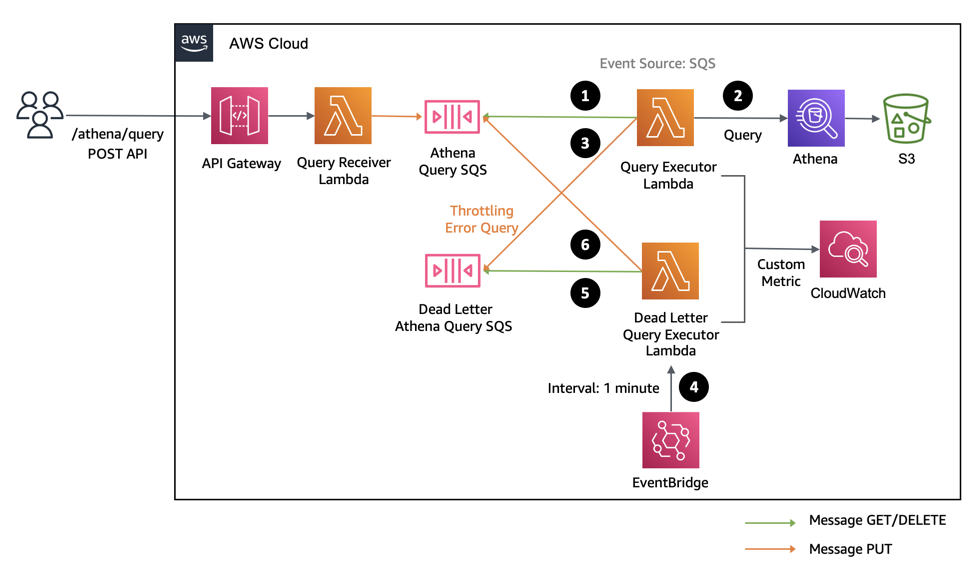 aws
AWS Cloud
Event Source: SQS
1
2
/athena/query
POST API
API Gateway
</>
Query Receiver
Lambda
Athena
Query SQS
3
Query
Query Executor
Lambda
Athena
S3
Throttling
Error Query
6
5
Dead Letter
Athena Query SQS
Dead Letter
Query Executor
Lambda
Custom
Metric
CloudWatch
Interval: 1 minute
4
EventBridge
Message GET/DELETE
Message PUT